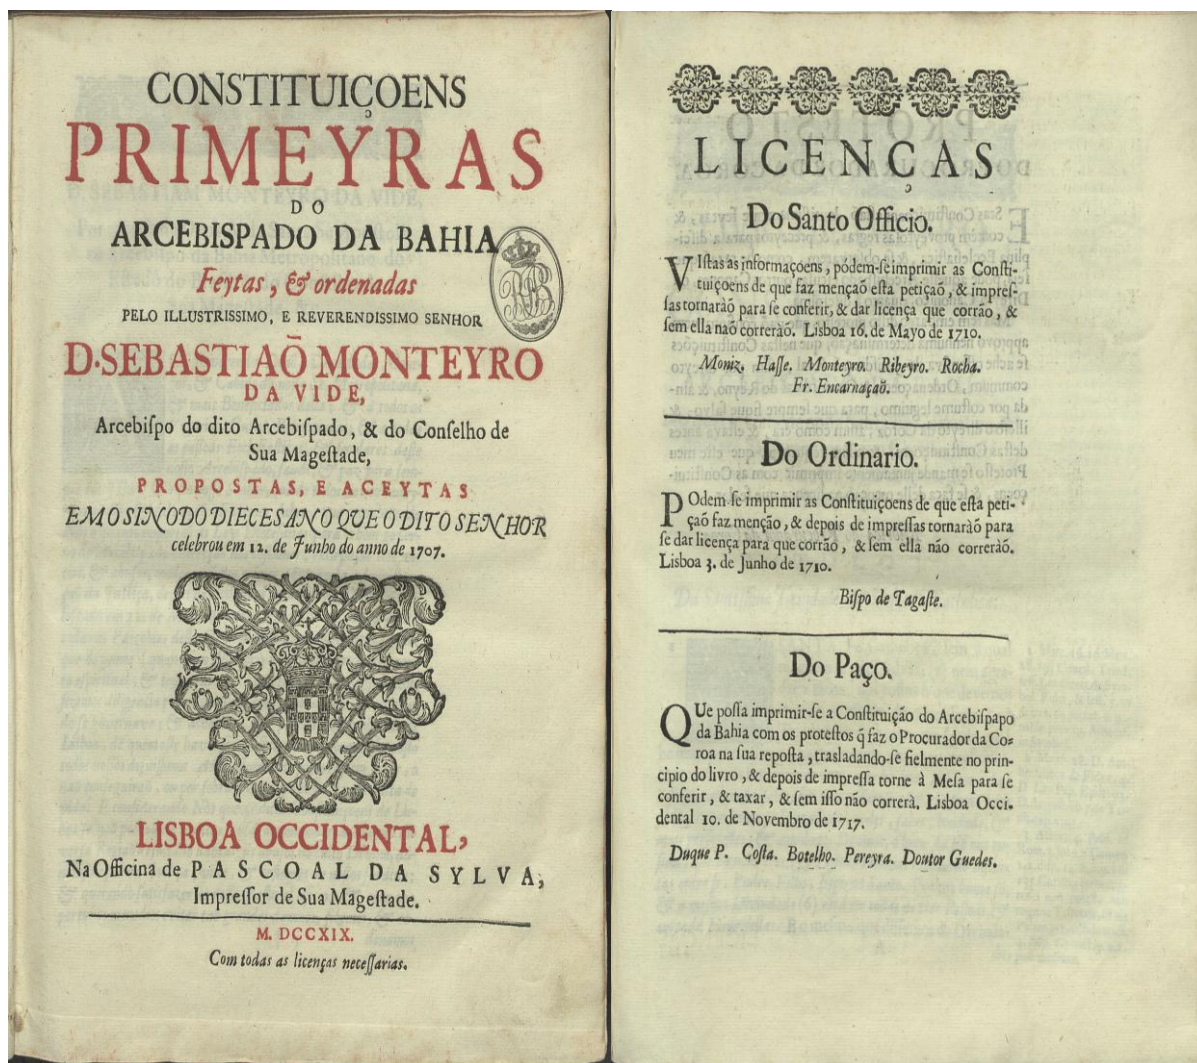 CONSTITUIÇOENS
PRIMEYRAS
DO
ARCEBISPADO DA BAHIA
Feytas, & ordenadas
PELO ILLUSTRISSIMO, E REVERENDISSIMO SENHOR
D. SEBASTIAÕ MONTEYRO
DA VIDE,
Arcebiſpo do dito Arcebiſpado, & do Conſelho de
Sua Mageſtade,
PROPOSTAS, E ACEYTAS
EM O SINODO DIECESANO QUE O DITO SENHOR
celebrou em 12. de Junho do anno de 1707.
LISBOA OCCIDENTAL,
Na Officina de PASCOAL DA SYLVA,
Impreſſor de Sua Mageſtade.
M. DCCXIX.
Com todas as licenças neceſſarias.
LICENÇAS
Do Santo Officio.
VIſtas as informaçoens, pódem-ſe imprimir as Conſti-
tuiçoens de que faz mençaõ eſta petiçaõ, & impreſ-
ſas tornaràõ para ſe conferir, & dar licença que corrão, &
ſem ella naõ correràõ. Lisboa 16. de Mayo de 1710.
Moniz. Haſſe. Monteyro. Ribeyro. Rocha.
Fr. Encarnaçaõ.
Do Ordinario.
POdem ſe imprimir as Conſtituiçoens de que eſta peti-
çaõ faz menção, & depois de impreſſas tornaràõ para
ſe dar licença para que corrão, & ſem ella não correràõ.
Lisboa 3. de Junho de 1710.
Biſpo de Tagaſte.
Do Paço.
QUe poſſa imprimir-ſe a Conſtituição do Arcebiſpapo
da Bahia com os proteſtos q̃ faz o Procurador da Co-
roa na ſua repoſta, trasladando-ſe fielmente no prin-
cipio do livro, & depois de impreſſa torne à Meſa para ſe
conferir, & taxar, & ſem iſſo não correrà. Lisboa Occi-
dental 10. de Novembro de 1717.
Duque P. Coſta. Botelho. Pereyra. Doutor Guedes.